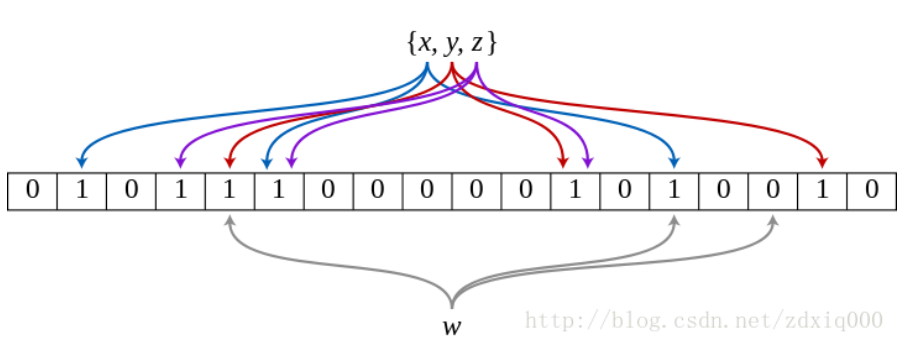 {x, y, z}
0 1 0 1 1 1 0 0 0 0 0 1 0 1 0 0 1 0
w
http://blog.csdn.net/zdxiq000